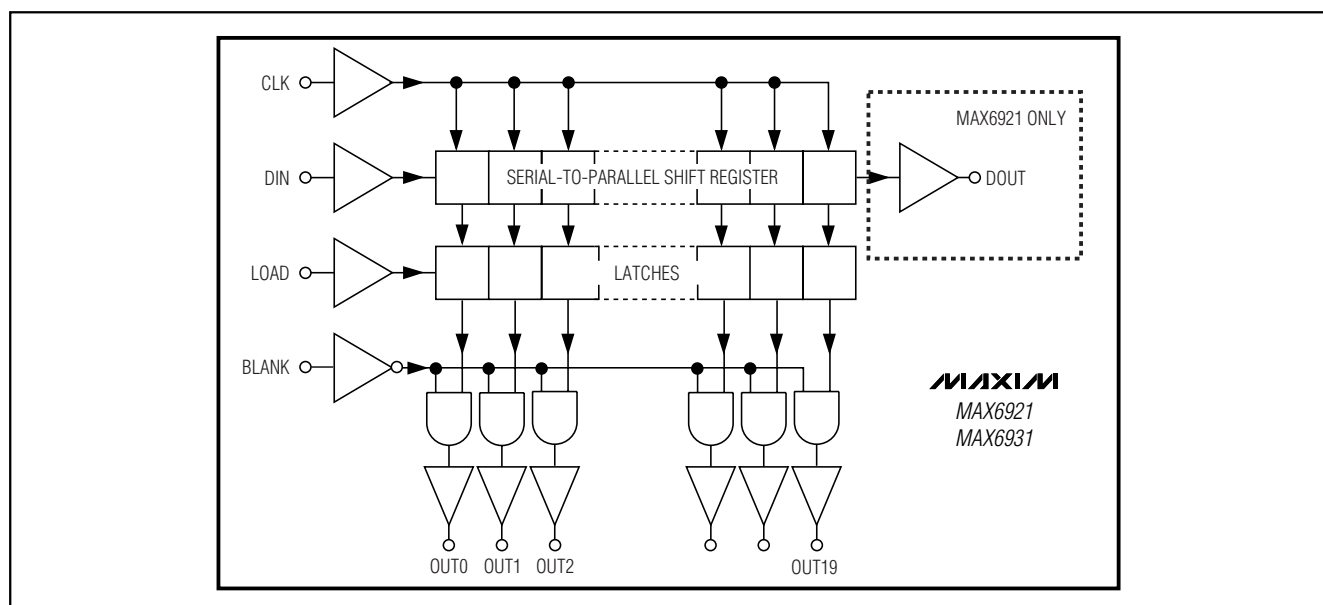 CLK
MAX6921 ONLY
DIN
SERIAL-TO-PARALLEL SHIFT REGISTER
DOUT
LOAD
LATCHES
BLANK
MAXIM
MAX6921
MAX6931
OUT0 OUT1 OUT2 OUT19